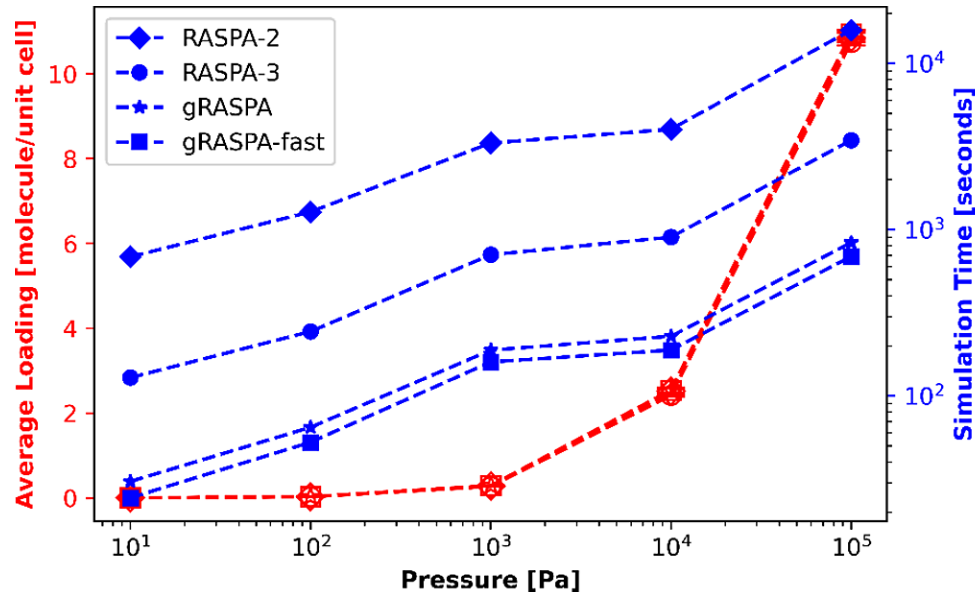 RASPA-2
RASPA-3
gRASPA
gRASPA-fast
Average Loading [molecule/unit cell]
10
8
6
4
2
0
10⁴
10³
10²
Simulation Time [seconds]
10¹ 10² 10³ 10⁴ 10⁵
Pressure [Pa]